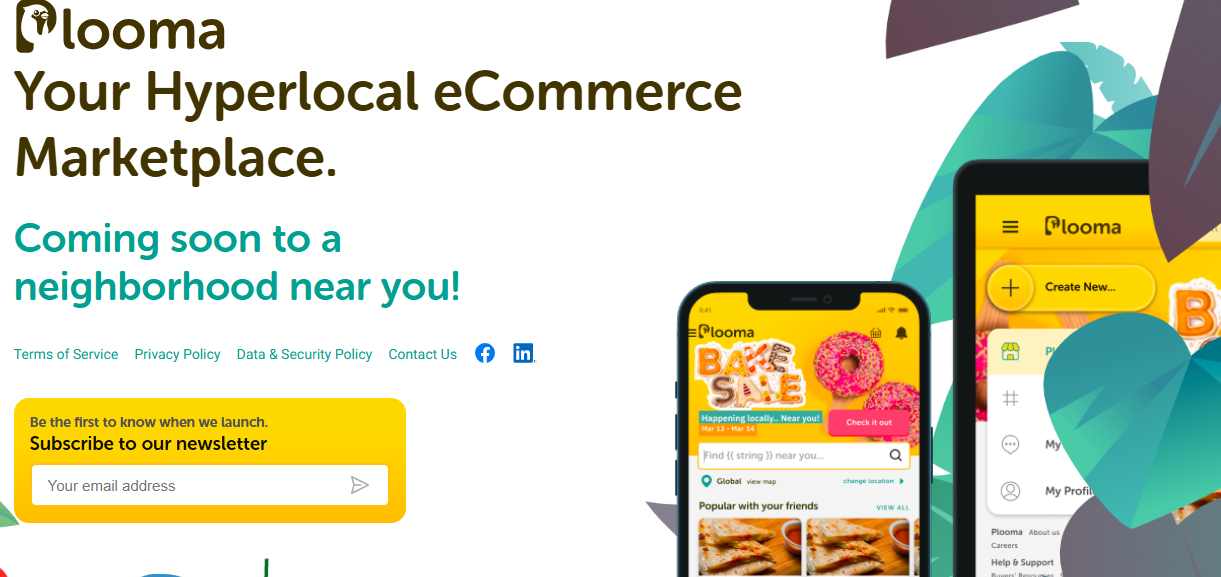 Plooma
Your Hyperlocal eCommerce
Marketplace.
Coming soon to a
neighborhood near you!
Terms of Service Privacy Policy Data & Security Policy Contact Us
Be the first to know when we launch.
Subscribe to our newsletter
Your email address
9:41
Plooma
BAKE
SALE
Happening locally.. Near you!
Mar 13 - Mar 14
Check it out
Find {{ string }} near you...
Global view map change location
Popular with your friends VIEW ALL
Plooma
Create New...
My
My Profil
Plooma About us
Careers
Help & Support
Buyers' Resources